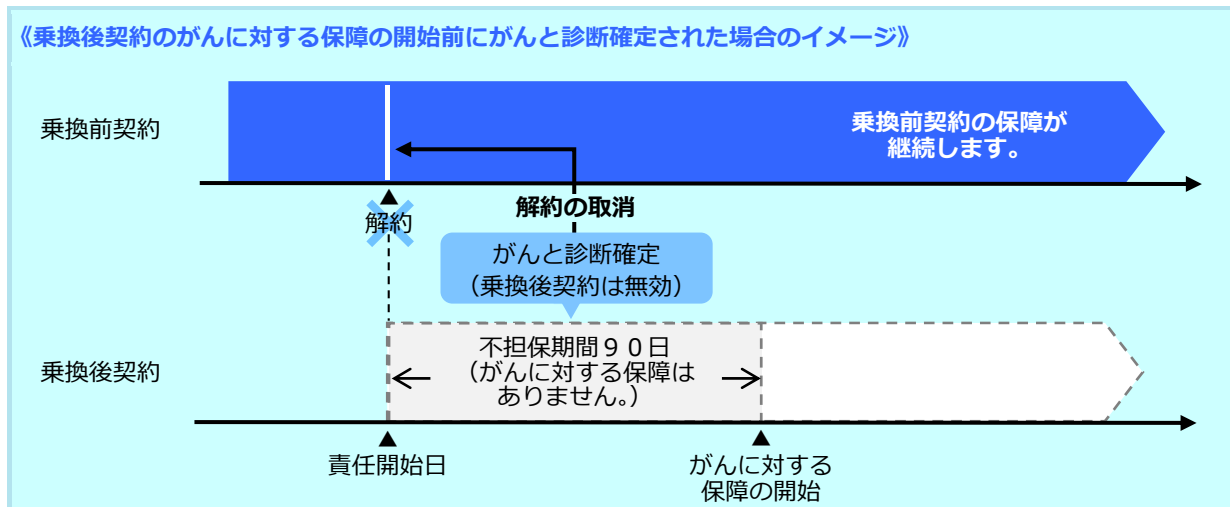 《乗換後契約のがんに対する保障の開始前にがんと診断確定された場合のイメージ》
乗換前契約
乗換前契約の保障が
継続します。
解約
解約の取消
がんと診断確定
（乗換後契約は無効）
乗換後契約
不担保期間９０日
（がんに対する保障は
ありません。）
責任開始日
がんに対する
保障の開始